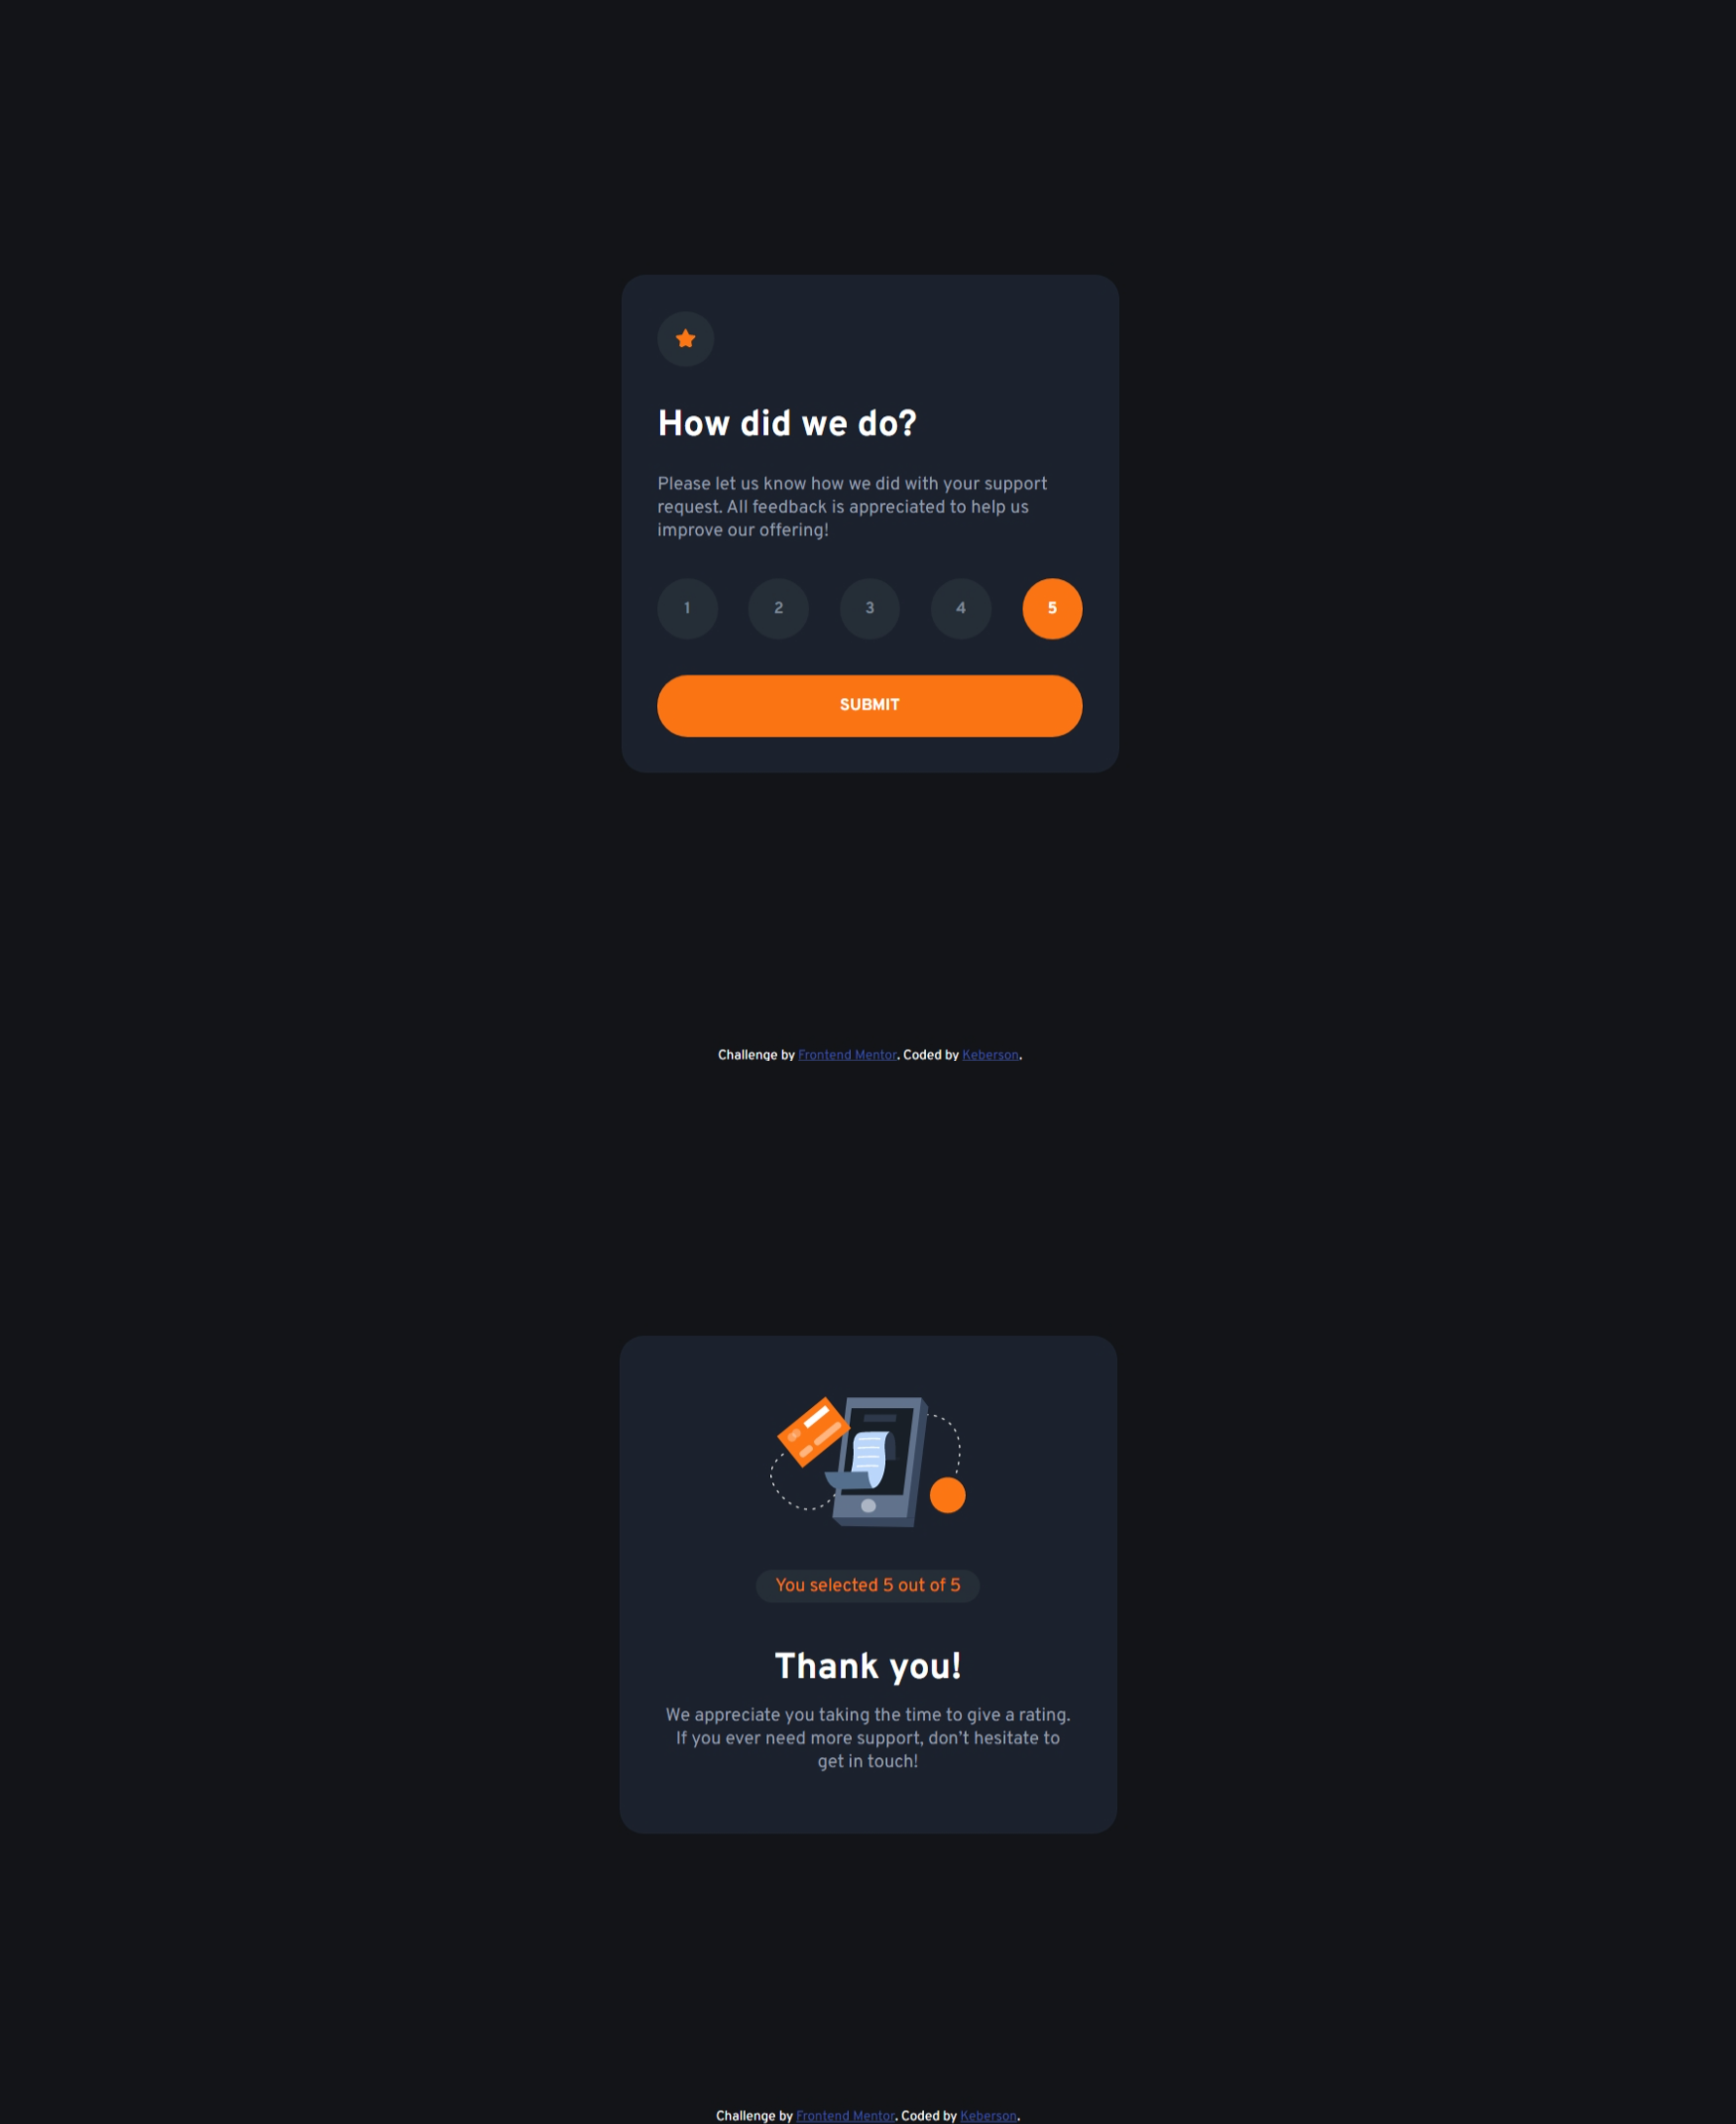 How did we do?
Please let us know how we did with your support
request. All feedback is appreciated to help us
improve our offering!
1 2 3 4 5
SUBMIT
Challenge by Frontend Mentor. Coded by Keberson.
You selected 5 out of 5
Thank you!
We appreciate you taking the time to give a rating.
If you ever need more support, don't hesitate to
get in touch!
Challenge by Frontend Mentor. Coded by Keberson.